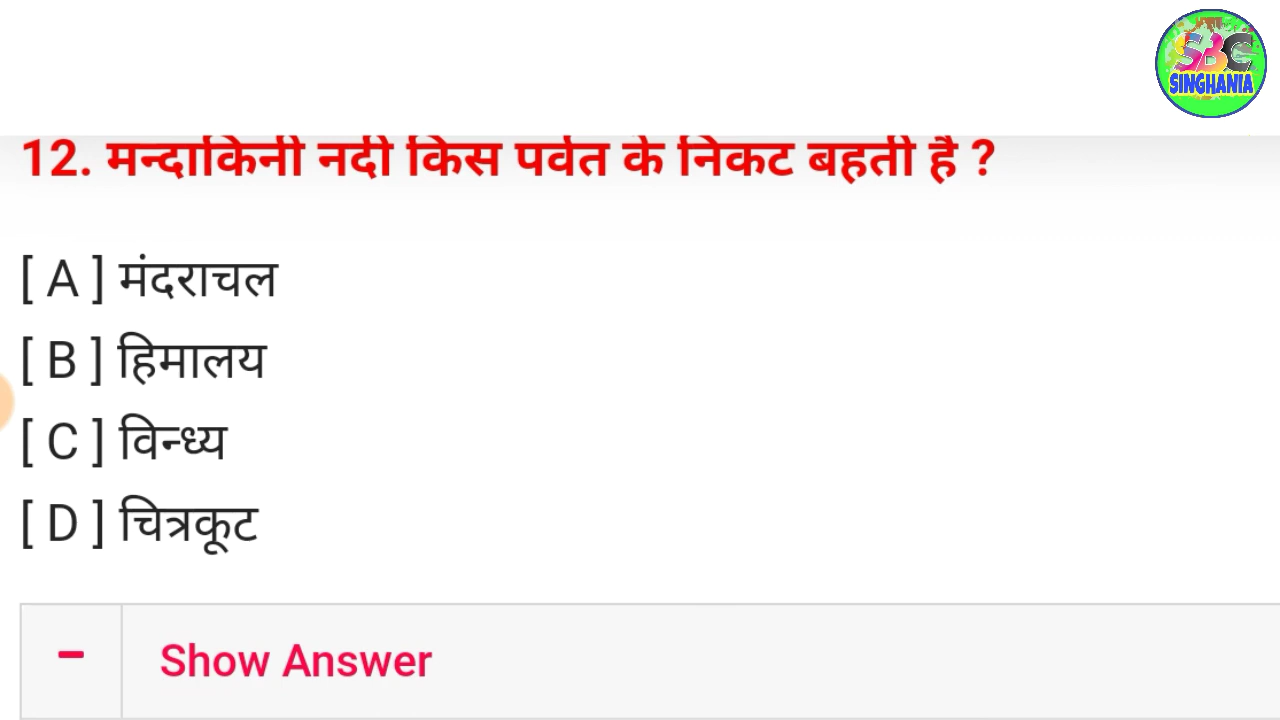 SBC
SINGHANIA
12. मन्दाकिनी नदी किस पर्वत के निकट बहती है ?
[ A ] मंदराचल
[ B ] हिमालय
[ C ] विन्ध्य
[ D ] चित्रकूट
– Show Answer